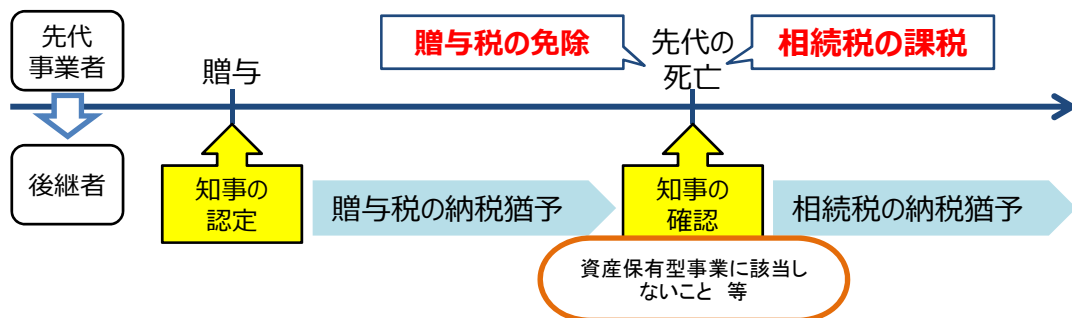 先代
事業者
贈与
贈与税の免除
先代の
死亡
相続税の課税
後継者
知事の
認定
贈与税の納税猶予
知事の
確認
相続税の納税猶予
資産保有型事業に該当し
ないこと 等